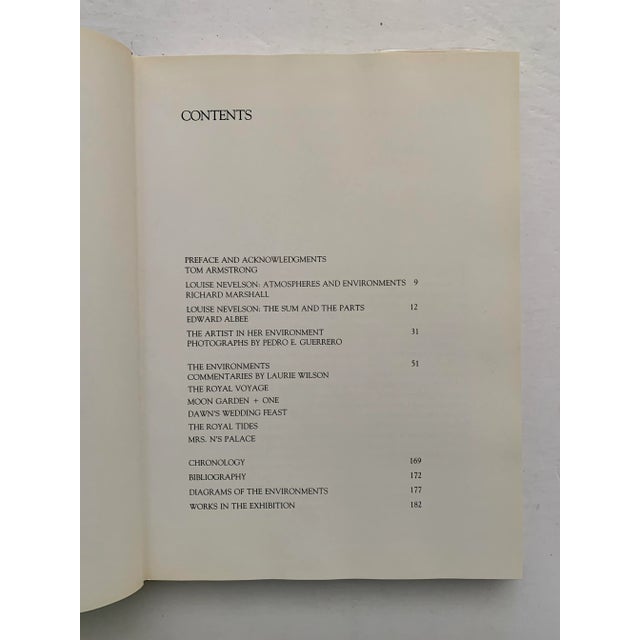 CONTENTS
PREFACE AND ACKNOWLEDGMENTS
TOM ARMSTRONG
LOUISE NEVELSON: ATMOSPHERES AND ENVIRONMENTS 9
RICHARD MARSHALL
LOUISE NEVELSON: THE SUM AND THE PARTS 12
EDWARD ALBEE
THE ARTIST IN HER ENVIRONMENT 31
PHOTOGRAPHS BY PEDRO E. GUERRERO
THE ENVIRONMENTS 51
COMMENTARIES BY LAURIE WILSON
THE ROYAL VOYAGE
MOON GARDEN + ONE
DAWN'S WEDDING FEAST
THE ROYAL TIDES
MRS. N'S PALACE
CHRONOLOGY 169
BIBLIOGRAPHY 172
DIAGRAMS OF THE ENVIRONMENTS 177
WORKS IN THE EXHIBITION 182